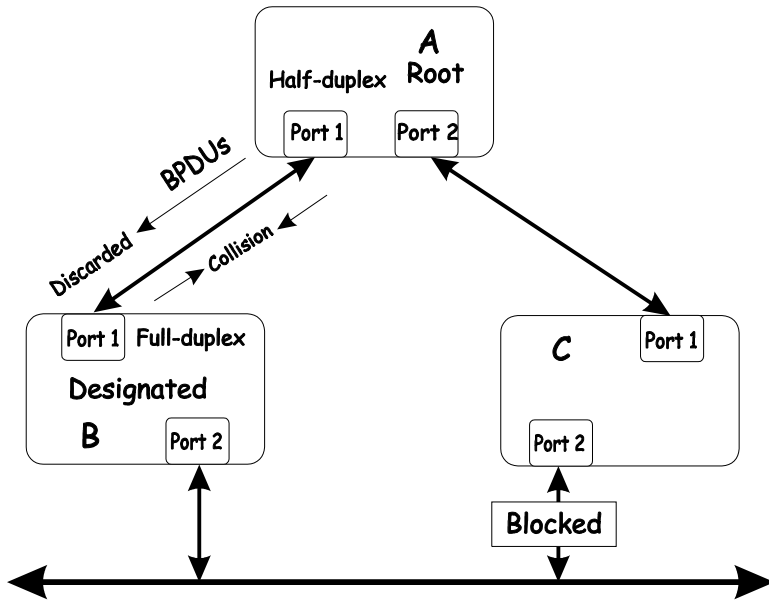 A
Root
Half-duplex
Port 1
Port 2
BPDUs
Discarded
Collision
Port 1
Full-duplex
Designated
B
Port 2
C
Port 1
Port 2
Blocked